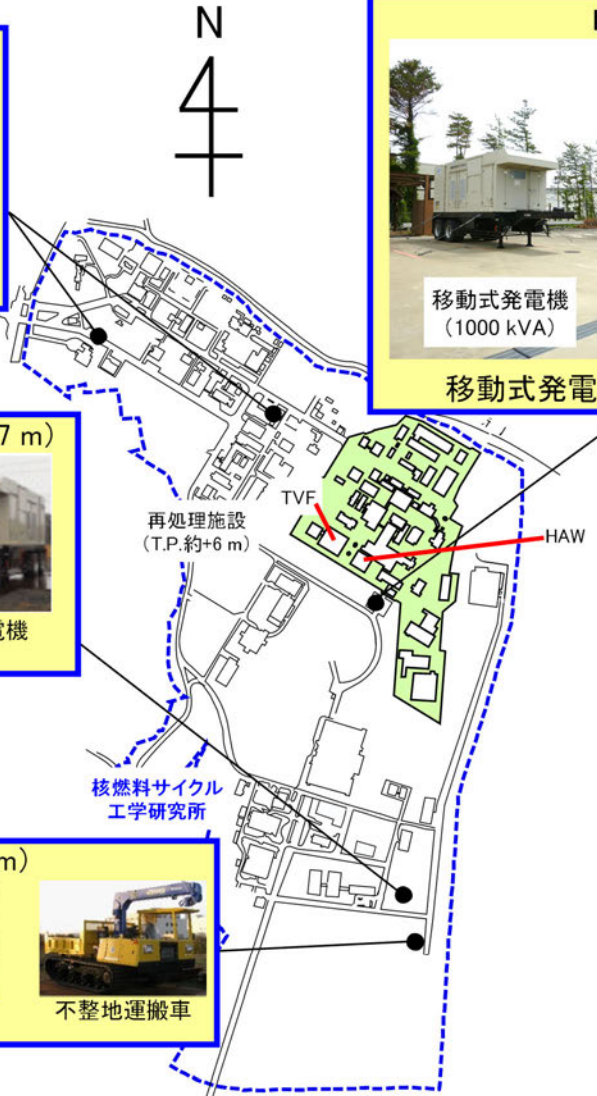 N
移動式発電機
（1000 kVA）
移動式発電
7 m）
再処理施設
（T.P.約+6 m）
TVF
HAW
電機
核燃料サイクル
工学研究所
m）
不整地運搬車